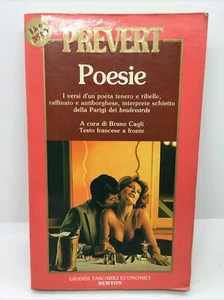 PRÉVERT
Poesie
I versi d'un poeta tenero e ribelle,
raffinato e antiborghese, interprete schietto
della Parigi dei boulevards
A cura di Bruno Cagli
Testo francese a fronte
GRANDI TASCABILI ECONOMICI
NEWTON